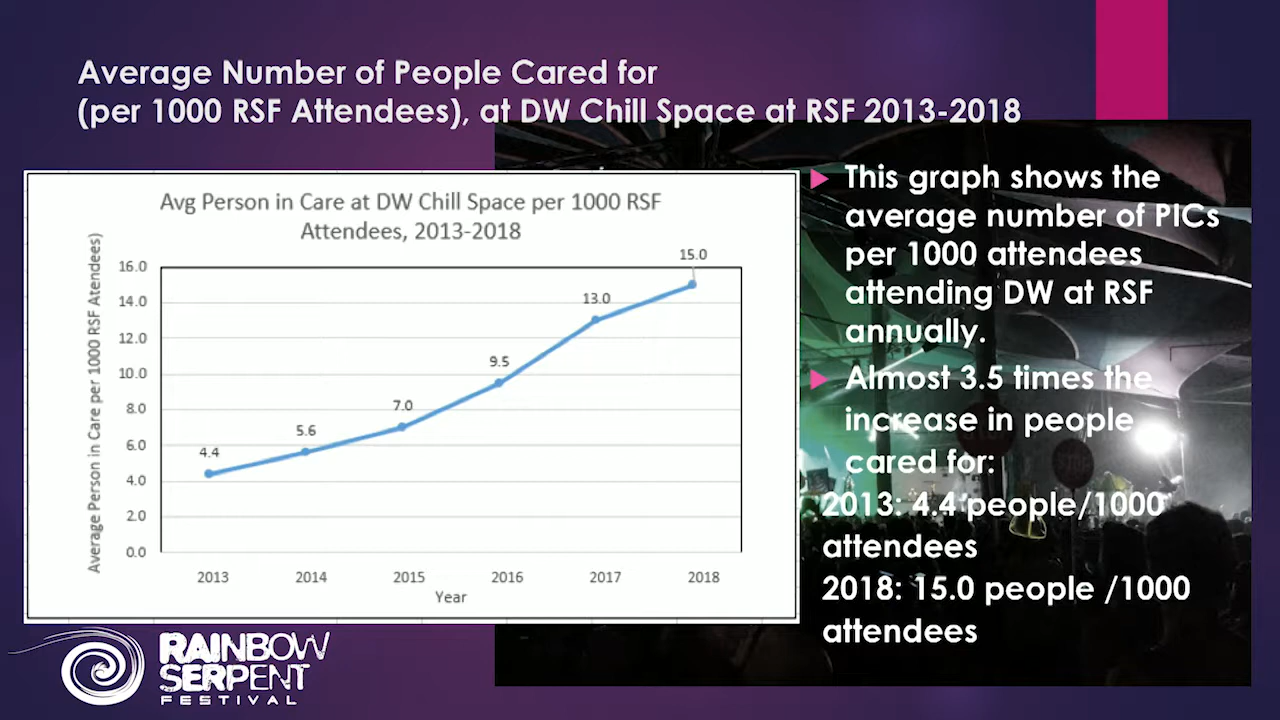 Average Number of People Cared for
(per 1000 RSF Attendees), at DW Chill Space at RSF 2013-2018
Avg Person in Care at DW Chill Space per 1000 RSF
Attendees, 2013-2018
Average Person in Care per 1000 RSF Atendees)
16.0
14.0
12.0
10.0
8.0
6.0
4.0
2.0
0.0
4.4
5.6
7.0
9.5
13.0
15.0
2013
2014
2015
2016
2017
2018
Year
This graph shows the
average number of PICs
per 1000 attendees
attending DW at RSF
annually.
Almost 3.5 times the
increase in people
cared for:
2013: 4.4 people/1000
attendees
2018: 15.0 people /1000
attendees
RAINBOW
SERPENT
FESTIVAL